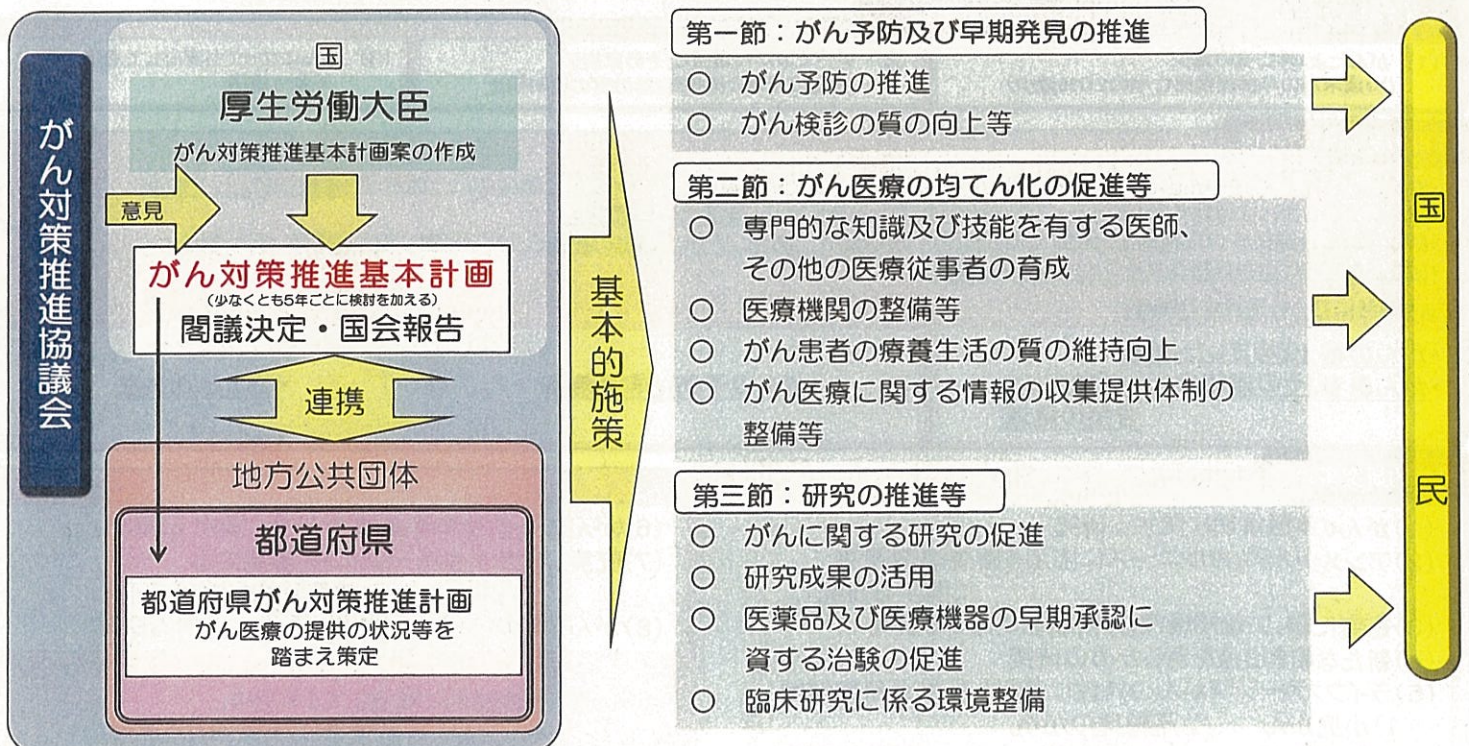 がん対策推進協議会
国
厚生労働大臣
がん対策推進基本計画案の作成
意見
がん対策推進基本計画
(少なくとも5年ごとに検討を加える)
閣議決定・国会報告
連携
地方公共団体
都道府県
都道府県がん対策推進計画
がん医療の提供の状況等を
踏まえ策定
基本的施策
第一節:がん予防及び早期発見の推進
○ がん予防の推進
○ がん検診の質の向上等
第二節:がん医療の均てん化の促進等
○ 専門的な知識及び技能を有する医師、
その他の医療従事者の育成
○ 医療機関の整備等
○ がん患者の療養生活の質の維持向上
○ がん医療に関する情報の収集提供体制の
整備等
第三節:研究の推進等
○ がんに関する研究の促進
○ 研究成果の活用
○ 医薬品及び医療機器の早期承認に
資する治験の促進
○ 臨床研究に係る環境整備
国民